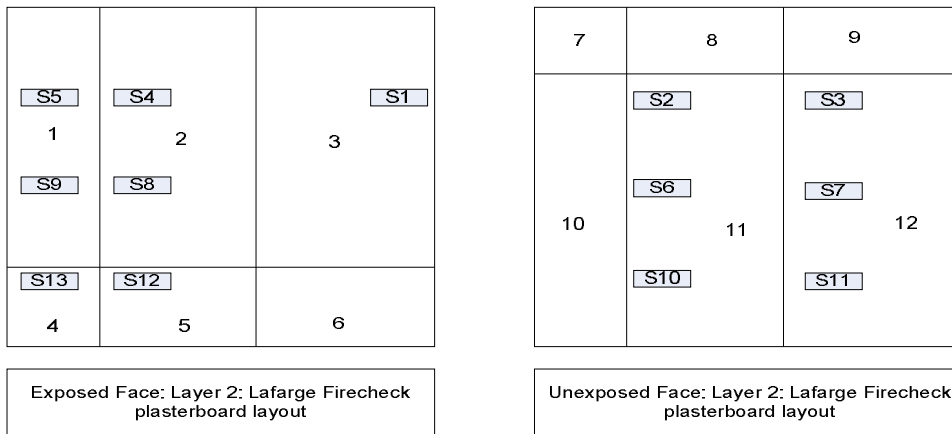 S5 S4 S1
1
2
3
S9 S8
S13 S12
4 5 6
Exposed Face: Layer 2: Lafarge Firecheck
plasterboard layout
7 8 9
S2 S3
S6 S7
10 11 12
S10 S11
Unexposed Face: Layer 2: Lafarge Firecheck
plasterboard layout